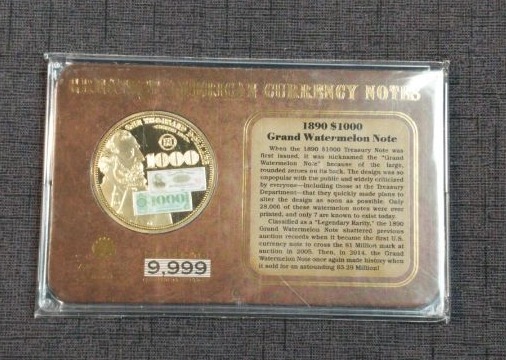 AMERICAN CURRENCY NOTES
ONE THOUSAND
1000
1000
9,999
1890 $1000
Grand Watermelon Note
When the 1890 $1000 Treasury Note was
first issued, it was nicknamed the "Grand
Watermelon Note" because of the large,
rounded zeroes on its back. The design was so
unpopular with the public and widely criticized
by everyone—including those at the Treasury
Department—that they quickly made plans to
alter the design as soon as possible. Only
of these watermelon notes were ever
printed, and only 7 are known to exist today.
Classified as a "Legendary Rarity," the 1890
Grand Watermelon Note shattered previous
auction records when it became the first U.S.
currency note to cross the $1 Million mark at
auction in 2005. Then, in 2014, the Grand
Watermelon Note once again made history when
it sold for an astounding $3.29 Million!